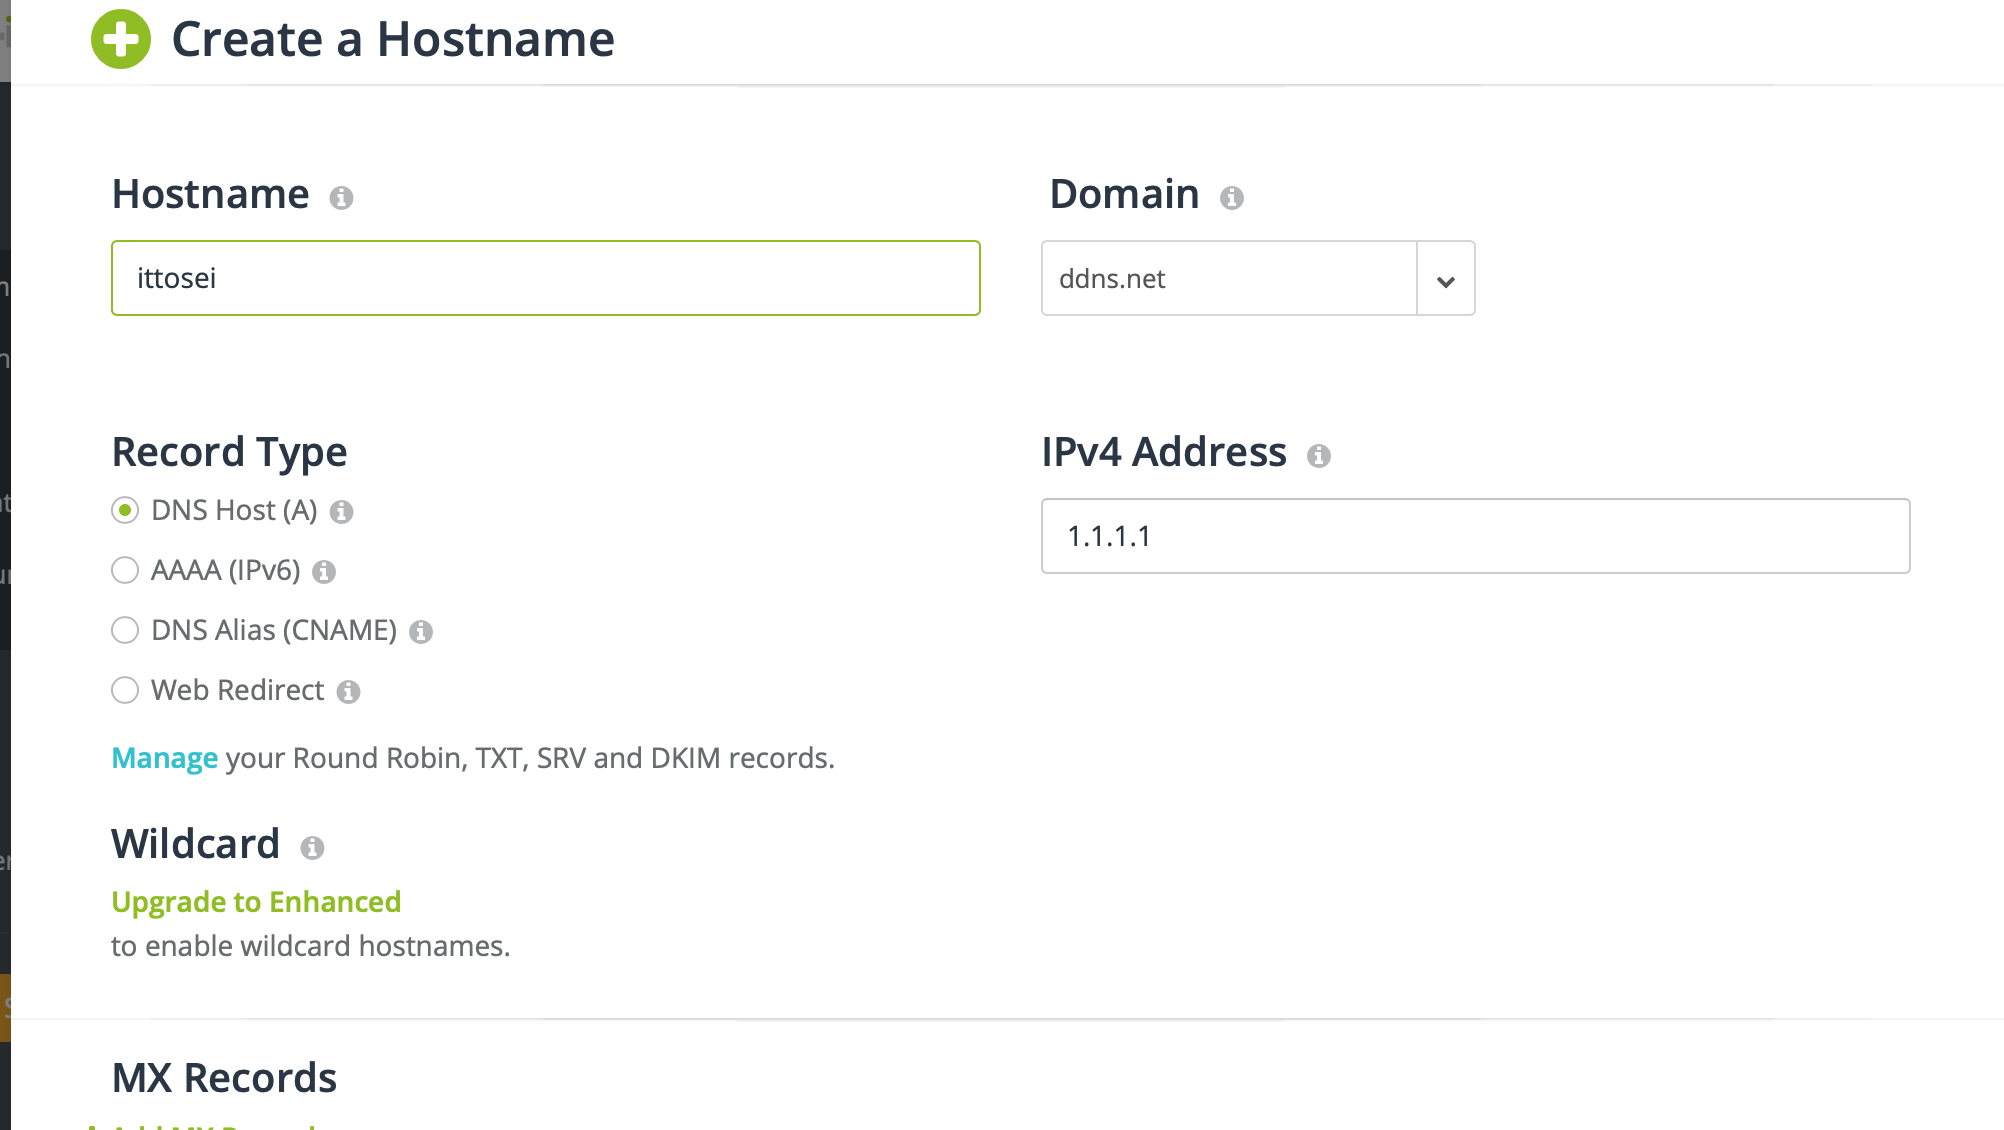 Create a Hostname
Hostname
Domain
ittosei
ddns.net
Record Type
IPv4 Address
DNS Host (A)
1.1.1.1
AAAA (IPv6)
DNS Alias (CNAME)
Web Redirect
Manage your Round Robin, TXT, SRV and DKIM records.
Wildcard
Upgrade to Enhanced
to enable wildcard hostnames.
MX Records